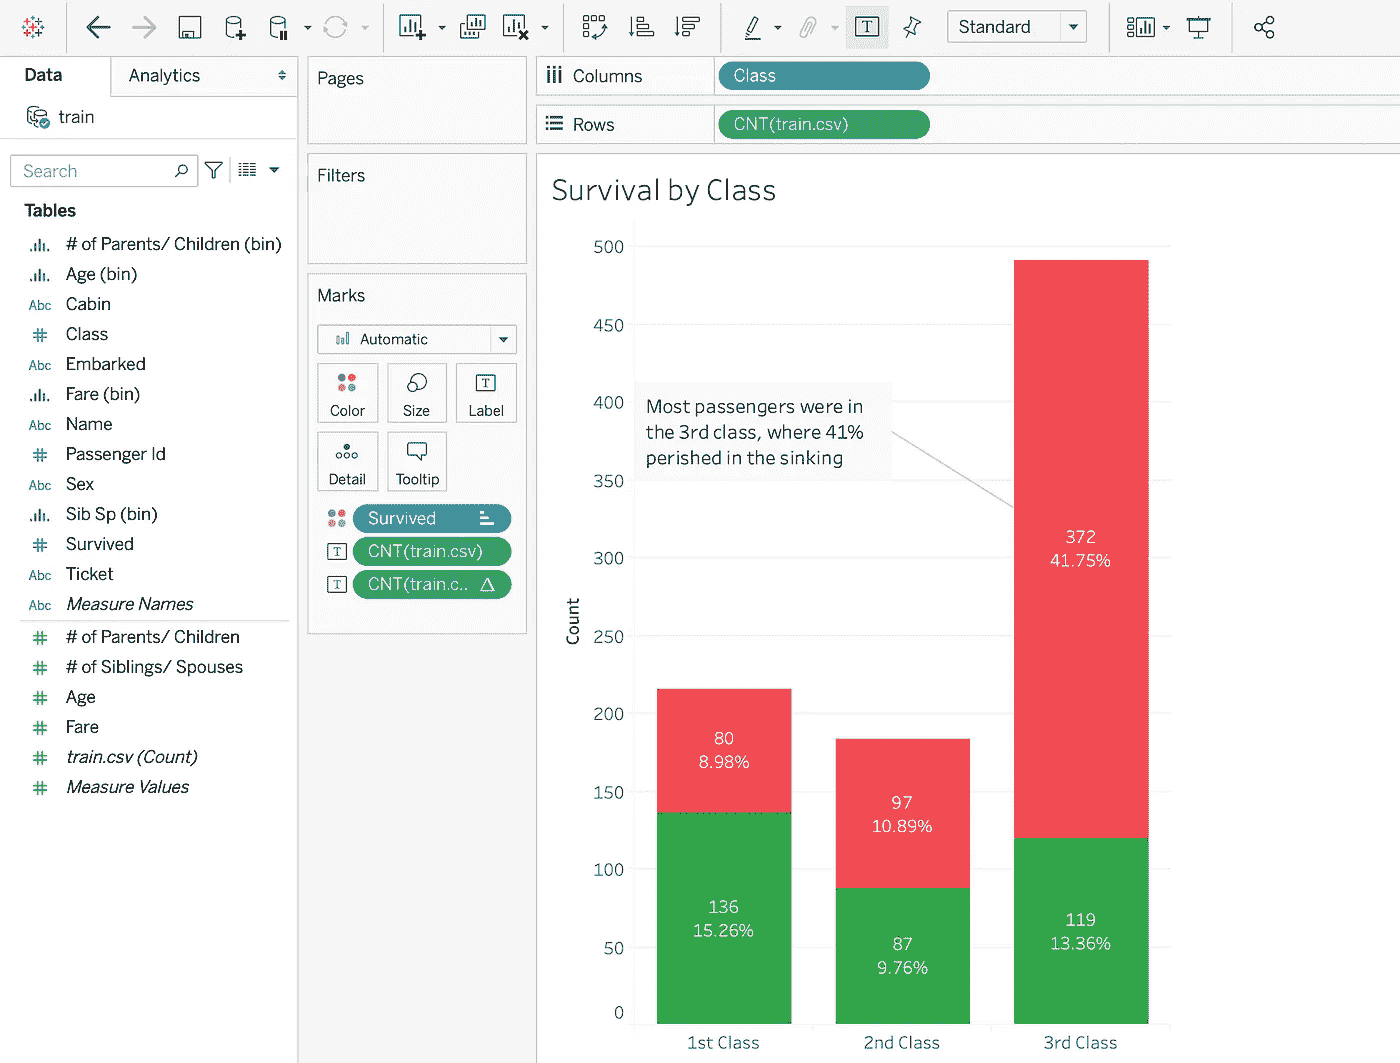 Standard
Data
Analytics
train
Search
Tables
# of Parents/ Children (bin)
Age (bin)
Abc Cabin
# Class
Abc Embarked
Fare (bin)
Abc Name
# Passenger Id
Abc Sex
Sib Sp (bin)
# Survived
Abc Ticket
Abc Measure Names
# # of Parents/ Children
# # of Siblings/ Spouses
# Age
# Fare
# train.csv (Count)
# Measure Values
Pages
Filters
Marks
Automatic
Color
Size
T
Label
Detail
Tooltip
Survived
T CNT(train.csv)
T CNT(train.c..
Columns
Class
Rows
CNT(train.csv)
Survival by Class
500
450
400
350
300
250
200
150
100
50
0
Count
Most passengers were in
the 3rd class, where 41%
perished in the sinking
80
8.98%
136
15.26%
97
10.89%
87
9.76%
372
41.75%
119
13.36%
1st Class
2nd Class
3rd Class